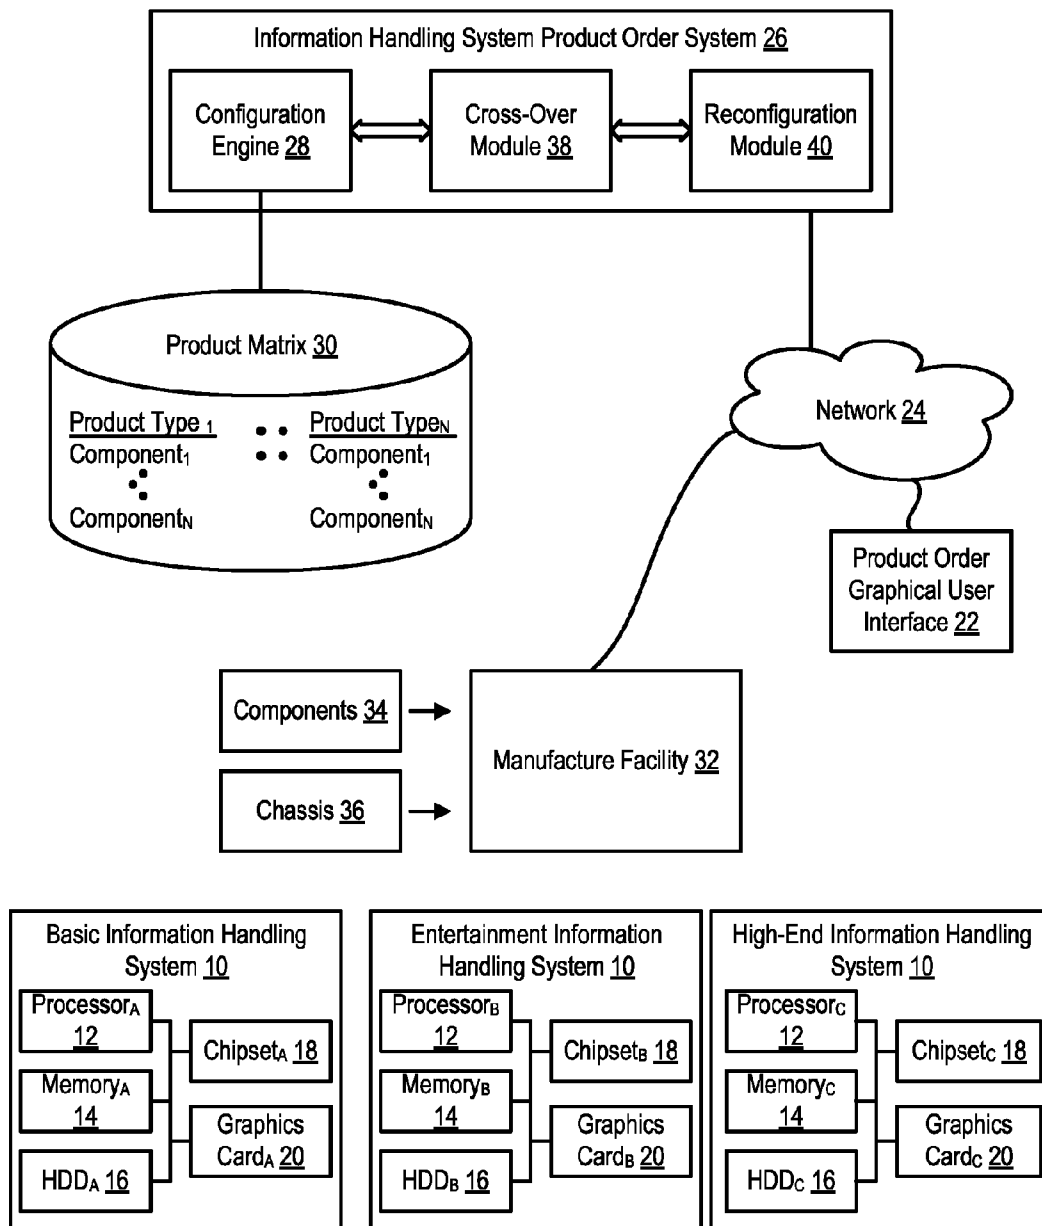 Information Handling System Product Order System 26
Configuration
Engine 28
Cross-Over
Module 38
Reconfiguration
Module 40
Product Matrix 30
Product Type 1
Component1
ComponentN
Product TypeN
Component1
ComponentN
Network 24
Product Order
Graphical User
Interface 22
Components 34
Chassis 36
Manufacture Facility 32
Basic Information Handling
System 10
ProcessorA
12
MemoryA
14
HDDA 16
ChipsetA 18
Graphics
CardA 20
Entertainment Information
Handling System 10
ProcessorB
12
MemoryB
14
HDDB 16
ChipsetB 18
Graphics
CardB 20
High-End Information Handling
System 10
ProcessorC
12
MemoryC
14
HDDC 16
ChipsetC 18
Graphics
CardC 20